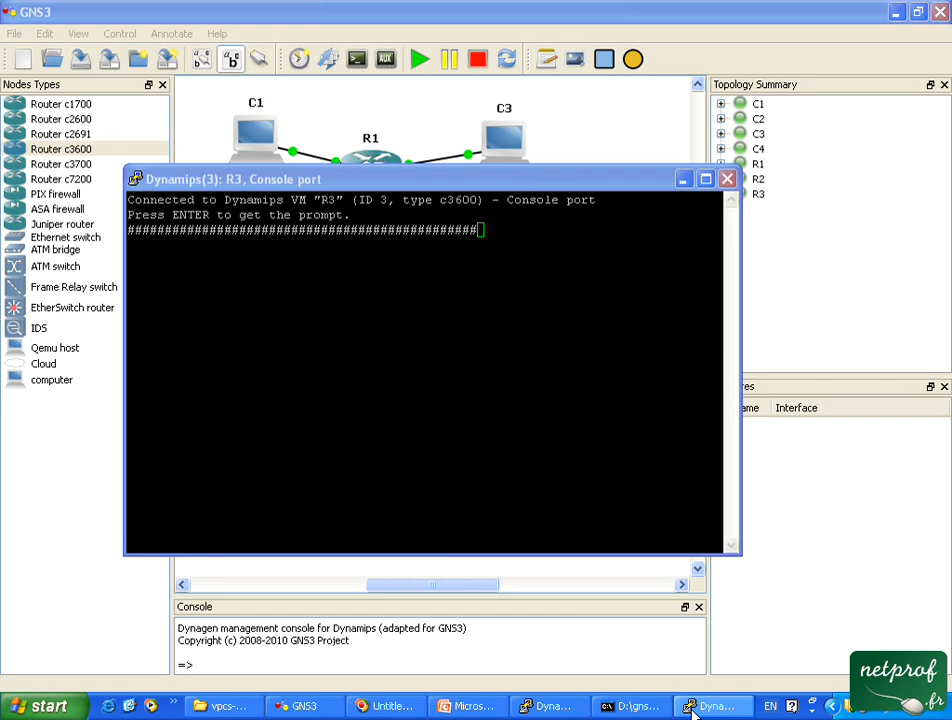 GNS3
File Edit View Control Annotate Help
Nodes Types
Router c1700
Router c2600
Router c2691
Router c3600
Router c3700
Router c7200
PIX firewall
ASA firewall
Juniper router
Ethernet switch
ATM bridge
ATM switch
Frame Relay switch
EtherSwitch router
IDS
Qemu host
Cloud
computer
AUX
C1
R1
C3
Dynamips(3): R3, Console port
Connected to Dynamips VM "R3" (ID 3, type c3600) - Console port
Press ENTER to get the prompt.
###############################################
Topology Summary
C1
C2
C3
C4
R1
R2
R3
res
ame Interface
Console
Dynagen management console for Dynamips (adapted for GNS3)
Copyright (c) 2008-2010 GNS3 Project
=>
start
vpcs-...
GNS3
Untitle...
Micros...
Dyna...
D:\gns...
Dyna...
EN
netprof
.fr